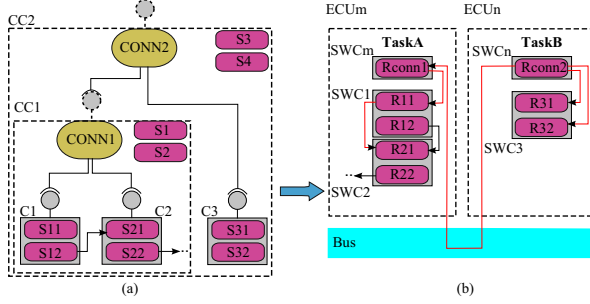 CC2
CONN2
S3
S4
CC1
CONN1
S1
S2
C1
C2
C3
S11
S12
S21
S22
S31
S32
(a)
ECUm
ECUn
TaskA
TaskB
SWCm
SWCn
Rconn1
Rconn2
SWC1
R11
R12
R21
R22
SWC2
R31
R32
SWC3
Bus
(b)